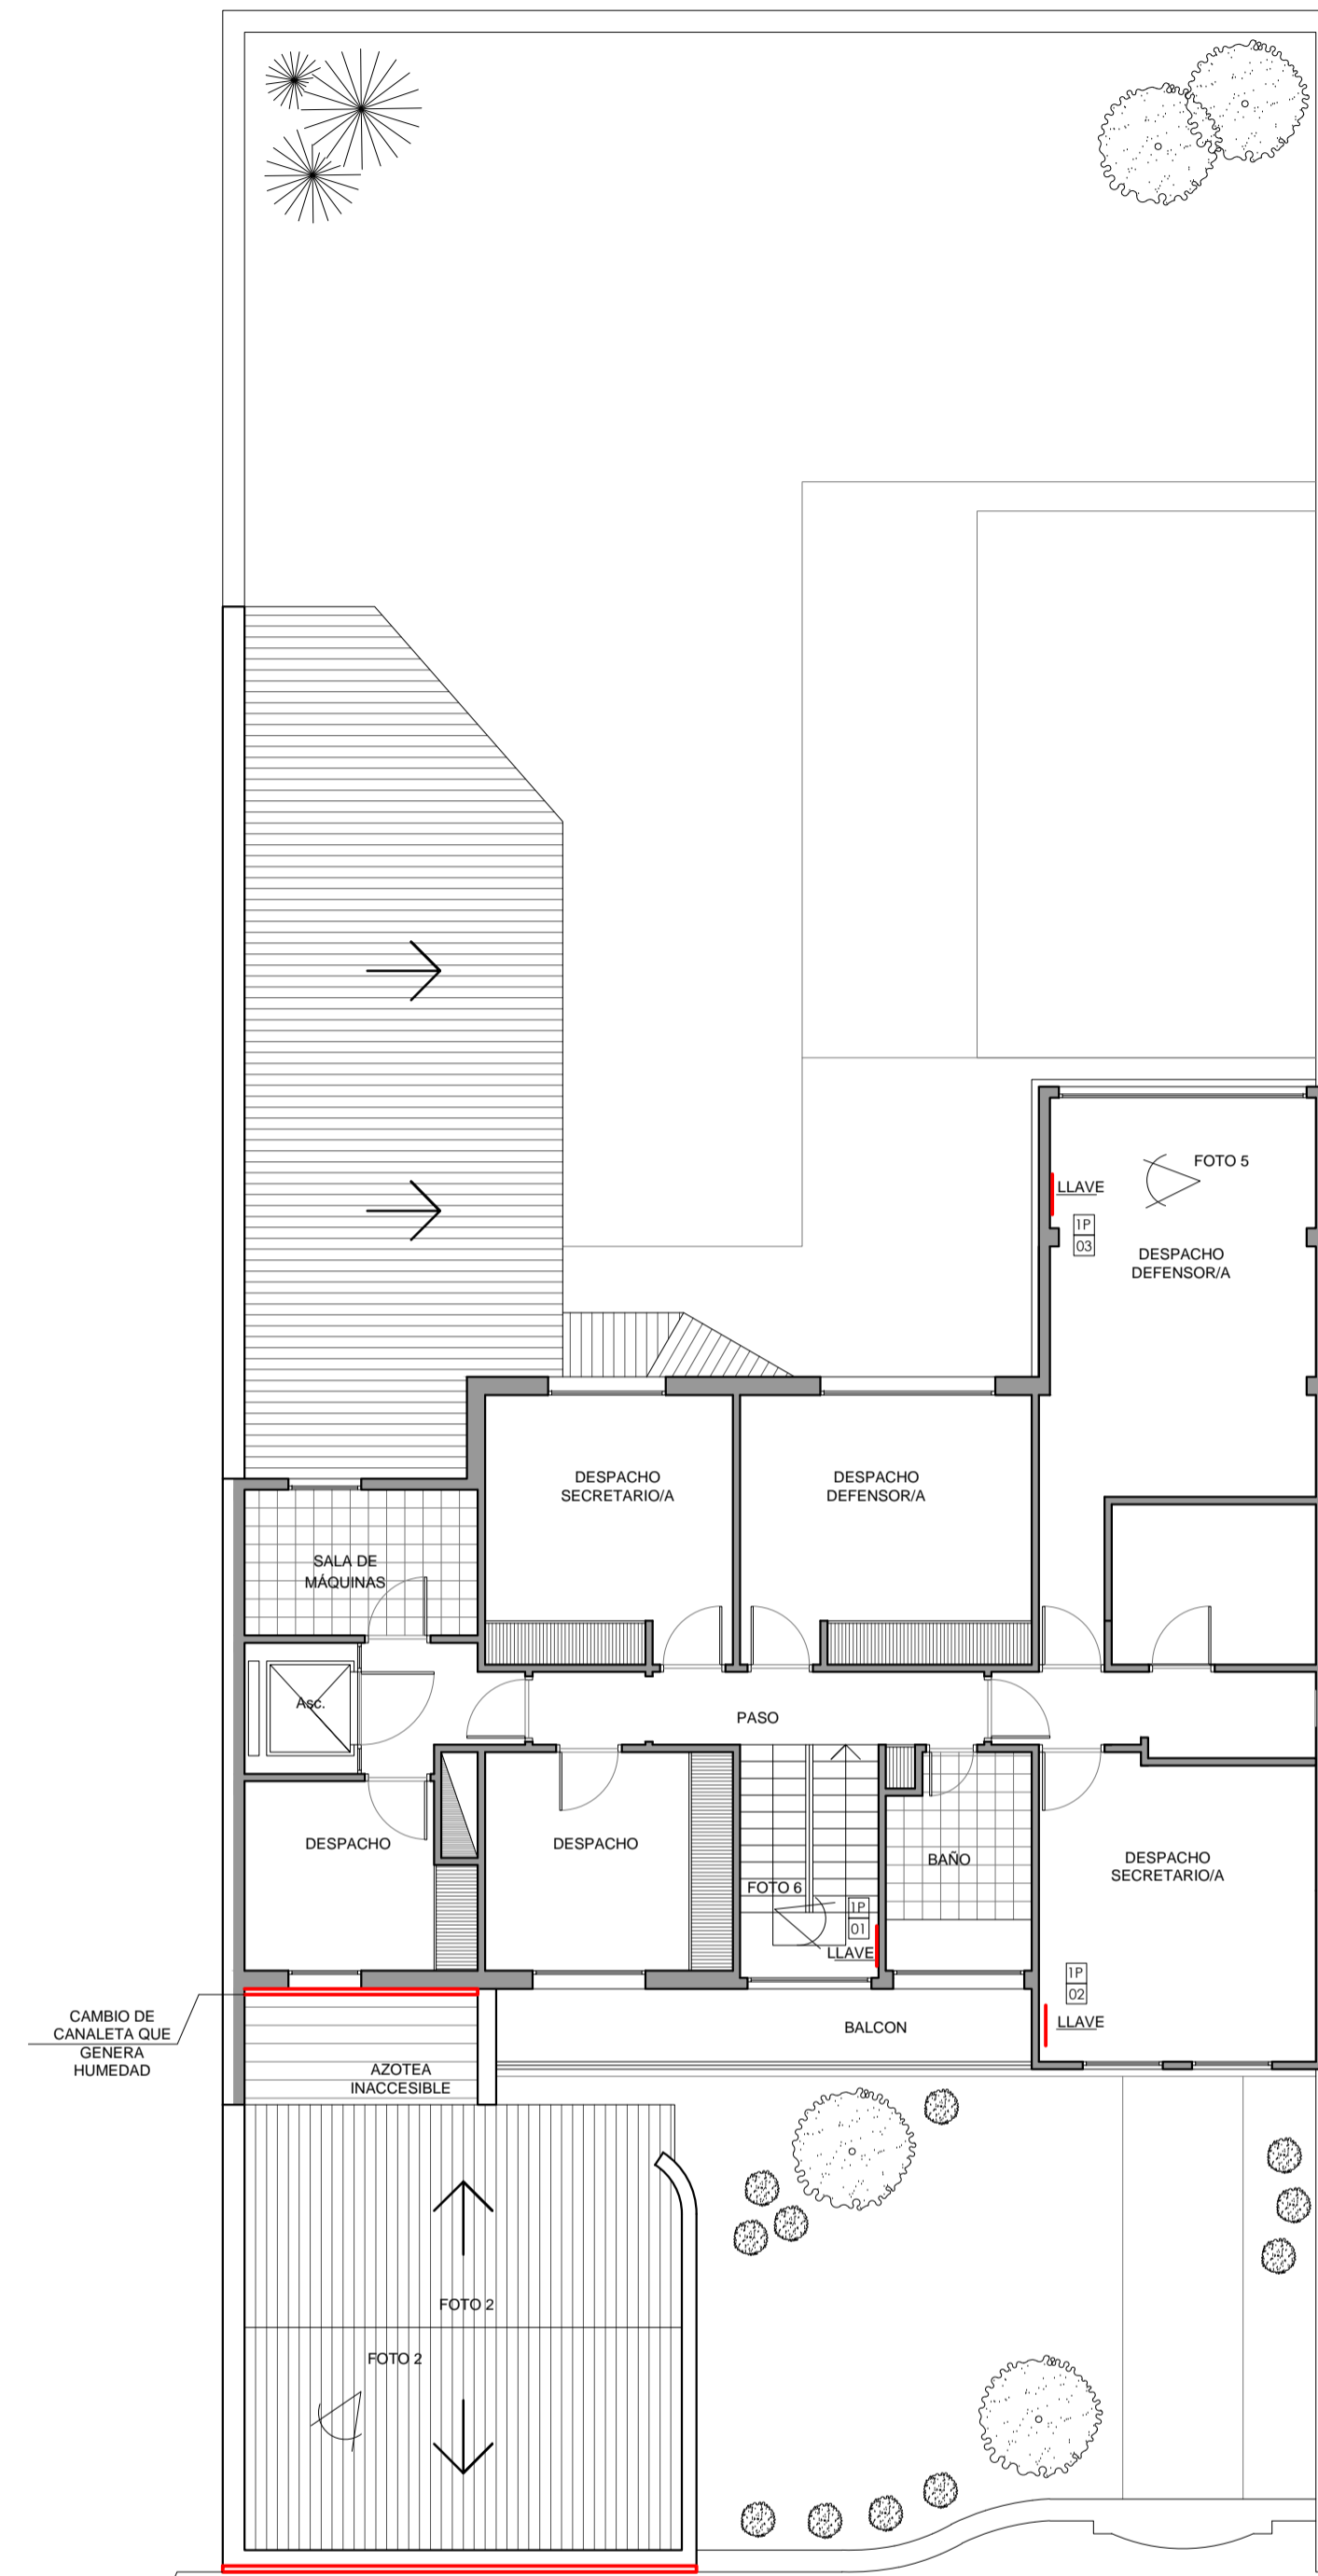 FOTO 5
LLAVE
1P
03
DESPACHO
DEFENSOR/A
DESPACHO
SECRETARIO/A
DESPACHO
DEFENSOR/A
SALA DE
MÁQUINAS
Asc.
PASO
DESPACHO
DESPACHO
BAÑO
DESPACHO
SECRETARIO/A
FOTO 6
1P
01
LLAVE
1P
02
LLAVE
CAMBIO DE
CANALETA QUE
GENERA
HUMEDAD
BALCON
AZOTEA
INACCESIBLE
FOTO 2
FOTO 2